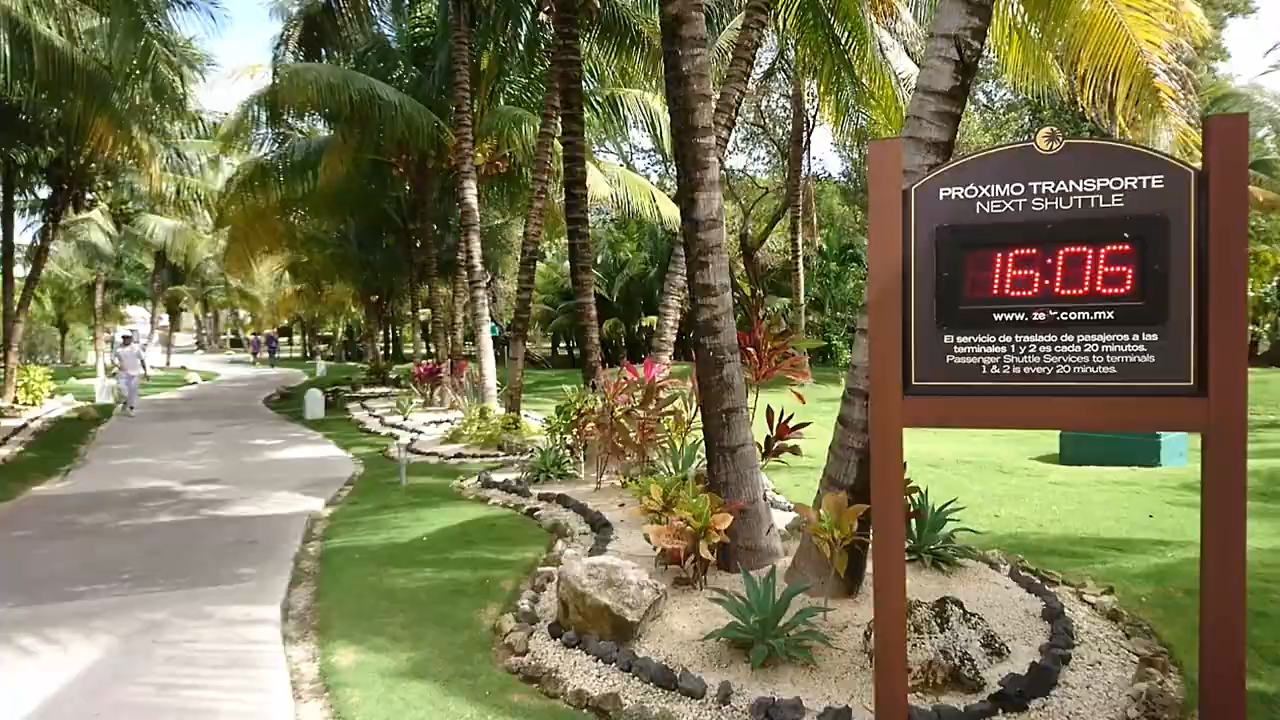 PRÓXIMO TRANSPORTE
NEXT SHUTTLE
16:06
El servicio de traslado de pasajeros a las
terminales 1 y 2 es cada 20 minutos.
Passenger Shuttle Services to terminals
1 & 2 is every 20 minutes.